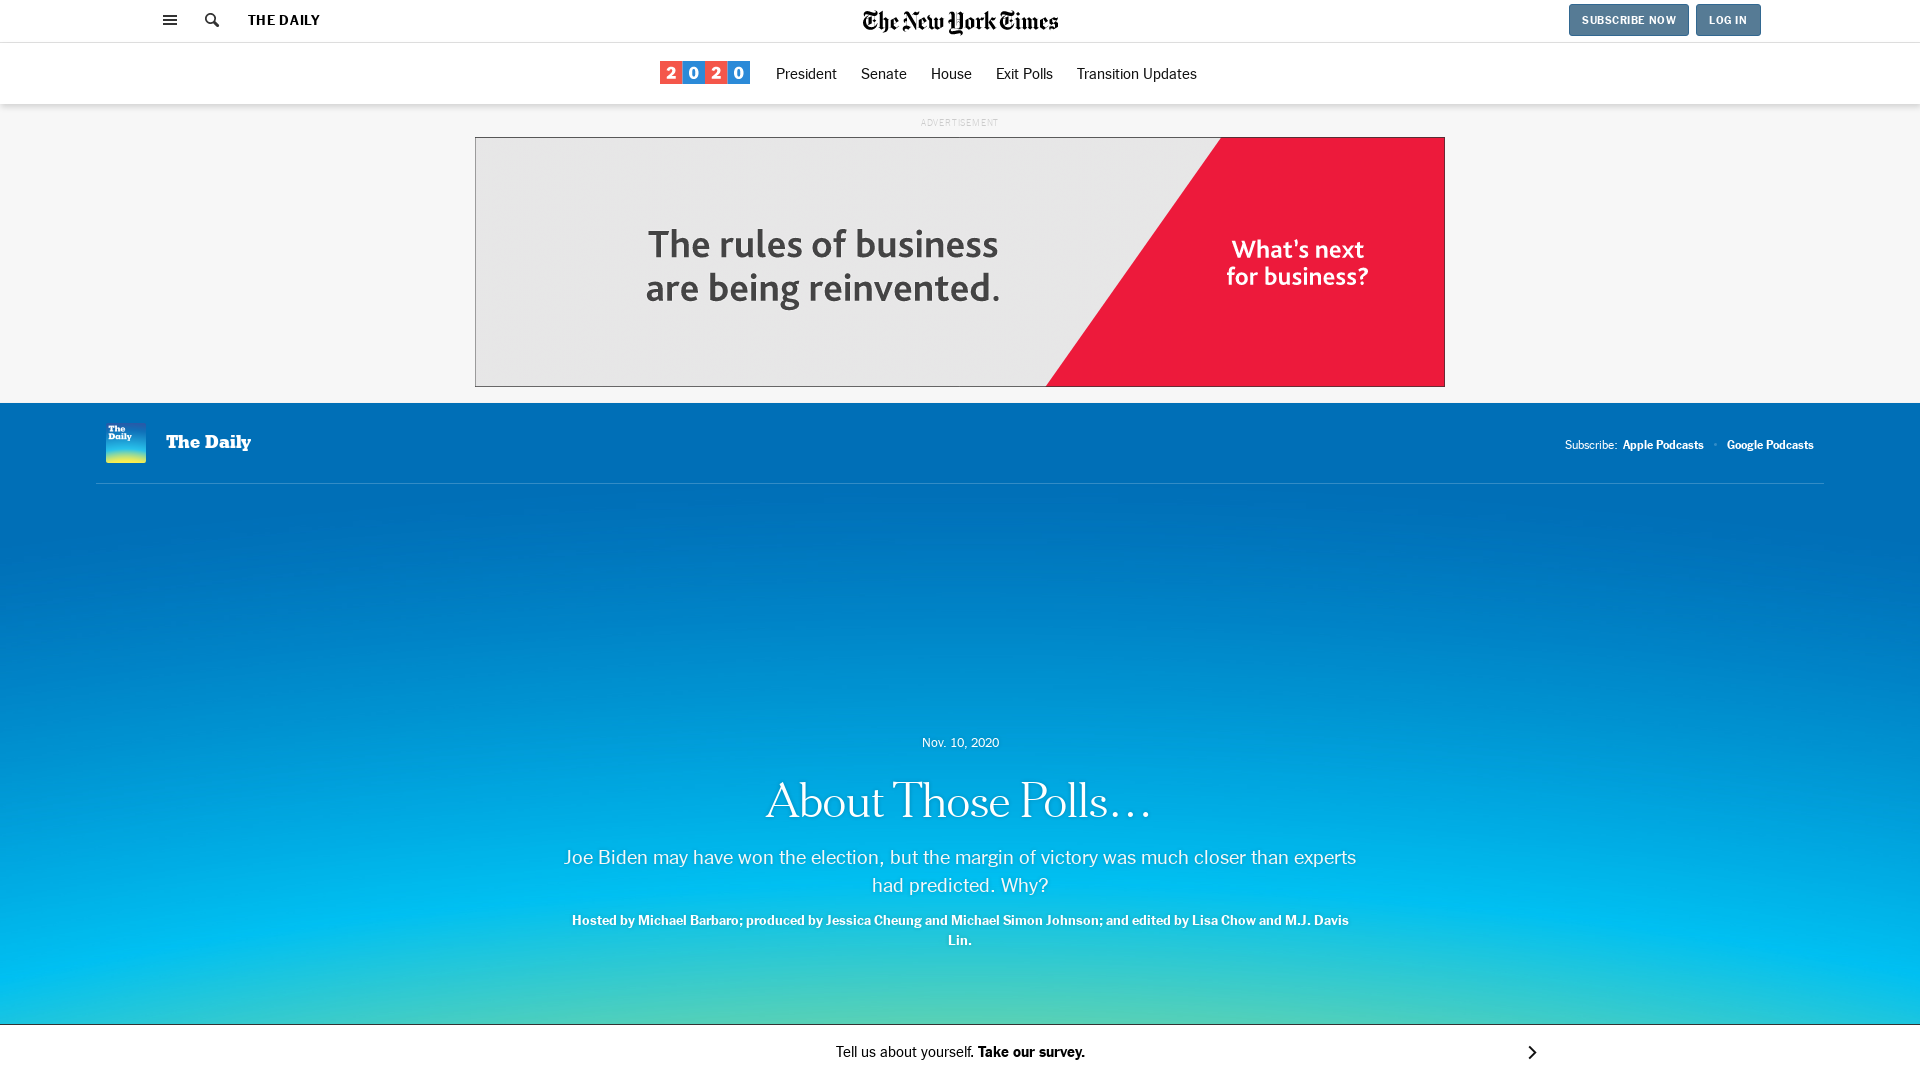 THE DAILY
The New York Times
SUBSCRIBE NOW
LOG IN
2020
President
Senate
House
Exit Polls
Transition Updates
ADVERTISEMENT
The rules of business
are being reinvented.
What's next
for business?
The
Daily
The Daily
Subscribe: Apple Podcasts • Google Podcasts
Nov. 10, 2020
About Those Polls…
Joe Biden may have won the election, but the margin of victory was much closer than experts
had predicted. Why?
Hosted by Michael Barbaro; produced by Jessica Cheung and Michael Simon Johnson; and edited by Lisa Chow and M.J. Davis
Lin.
Tell us about yourself. Take our survey.